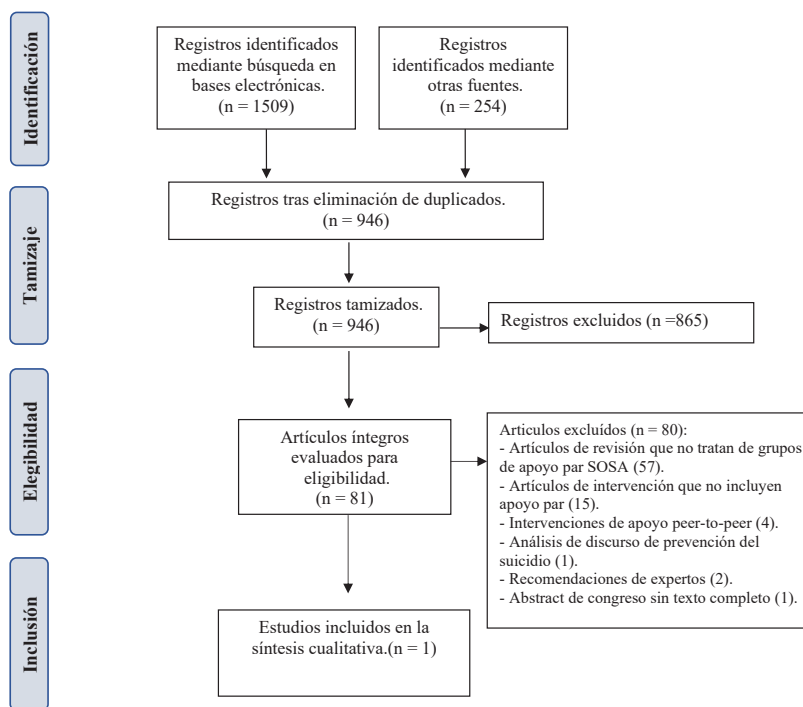 Identificación
Registros identificados
mediante búsqueda en
bases electrónicas.
(n = 1509)
Registros
identificados mediante
otras fuentes.
(n = 254)
Tamizaje
Registros tras eliminación de duplicados.
(n = 946)
Registros tamizados.
(n = 946)
Registros excluidos (n =865)
Elegibilidad
Artículos íntegros
evaluados para
eligibilidad.
(n = 81)
Articulos excluídos (n = 80):
- Artículos de revisión que no tratan de grupos
de apoyo par SOSA (57).
- Artículos de intervención que no incluyen
apoyo par (15).
- Intervenciones de apoyo peer-to-peer (4).
- Análisis de discurso de prevención del
suicidio (1).
- Recomendaciones de expertos (2).
- Abstract de congreso sin texto completo (1).
Inclusión
Estudios incluidos en la
síntesis cualitativa.(n = 1)